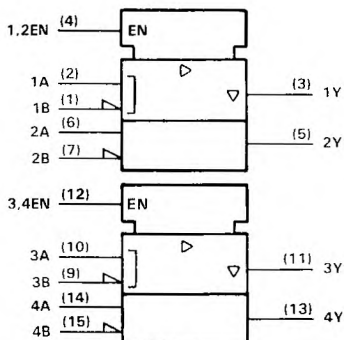 1,2EN (4) EN
1A (2) (3) 1Y
1B (1)
2A (6) (5) 2Y
2B (7)
3,4EN (12) EN
3A (10) (11) 3Y
3B (9)
4A (14) (13) 4Y
4B (15)